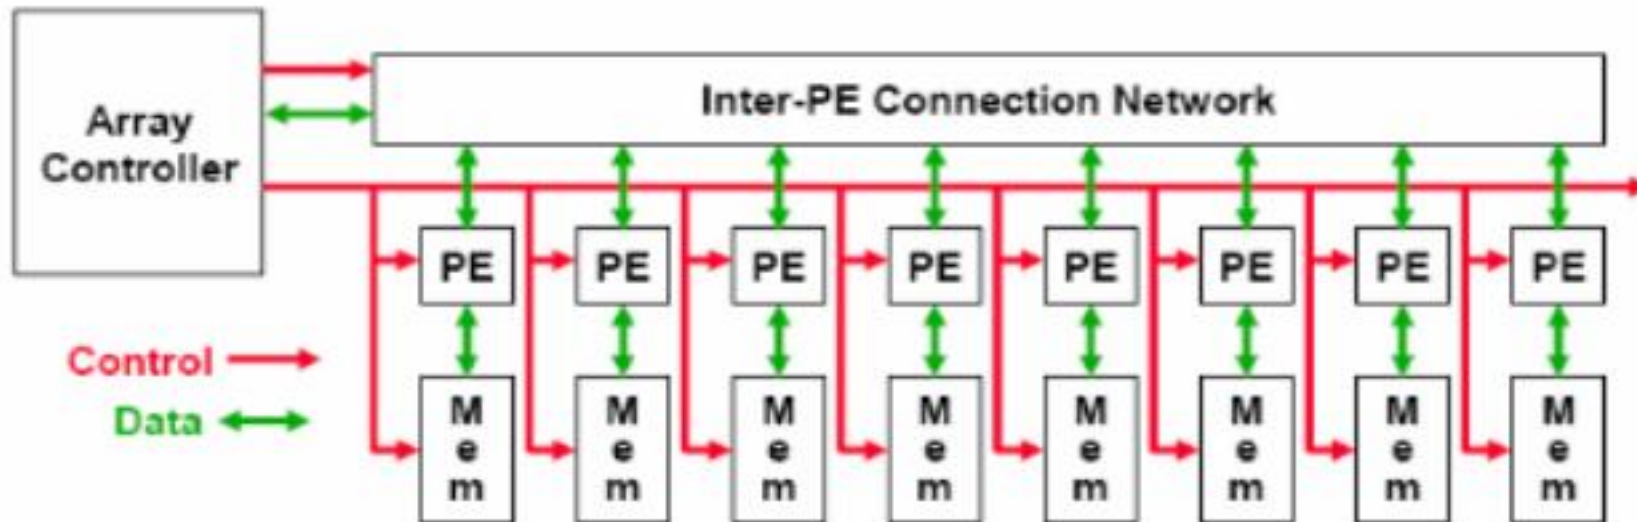 Array
Controller
Inter-PE Connection Network
PE PE PE PE PE PE PE PE
Control
Data
M M M M M M M M
e e e e e e e e
m m m m m m m m